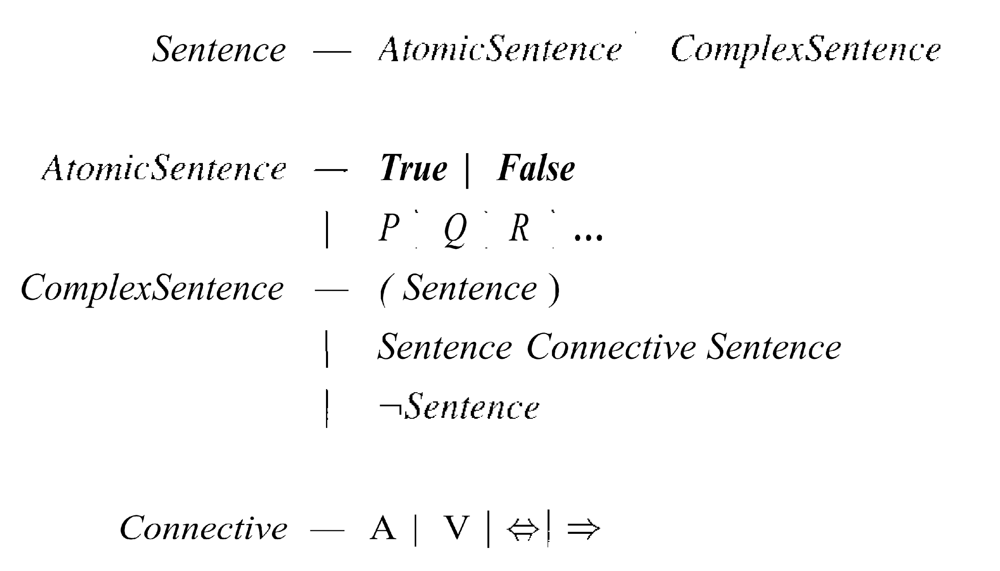 Sentence — AtomicSentence ComplexSentence
AtomicSentence — True | False
| P Q R ...
ComplexSentence — ( Sentence )
| Sentence Connective Sentence
| ¬Sentence
Connective — A | V | ⇔ | ⇒